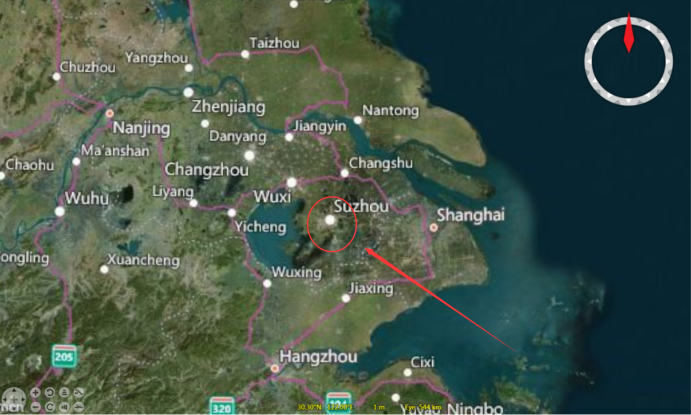 Taizhou
Yangzhou
Chuzhou
Zhenjiang
Nantong
Nanjing
Danyang
Jiangyin
Ma'anshan
Chaohu
Changzhou
Changshu
Liyang
Wuxi
Wuhu
Suzhou
Shanghai
Yicheng
ongling
Xuancheng
Wuxing
Jiaxing
205
Hangzhou
Cixi
320
Ningbo